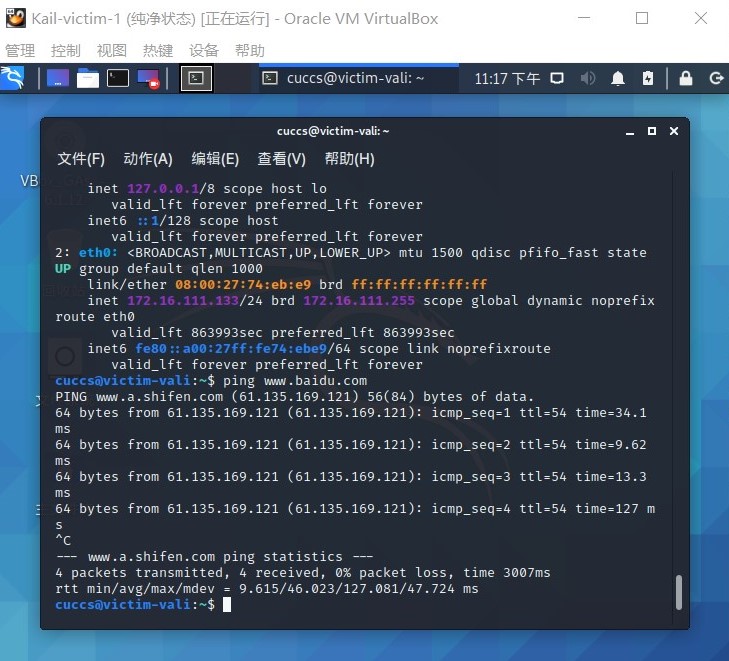 Kail-victim-1 (纯净状态) [正在运行] - Oracle VM VirtualBox
管理 控制 视图 热键 设备 帮助
cuccs@victim-vali: ~ 11:17 下午
cuccs@victim-vali: ~
文件(F) 动作(A) 编辑(E) 查看(V) 帮助(H)
inet 127.0.0.1/8 scope host lo
valid_lft forever preferred_lft forever
inet6 ::1/128 scope host
valid_lft forever preferred_lft forever
2: eth0: <BROADCAST,MULTICAST,UP,LOWER_UP> mtu 1500 qdisc pfifo_fast state
UP group default qlen 1000
link/ether 08:00:27:74:eb:e9 brd ff:ff:ff:ff:ff:ff
inet 172.16.111.133/24 brd 172.16.111.255 scope global dynamic noprefix
route eth0
valid_lft 863993sec preferred_lft 863993sec
inet6 fe80::a00:27ff:fe74:ebe9/64 scope link noprefixroute
valid_lft forever preferred_lft forever
cuccs@victim-vali:~$ ping www.baidu.com
PING www.a.shifen.com (61.135.169.121) 56(84) bytes of data.
64 bytes from 61.135.169.121 (61.135.169.121): icmp_seq=1 ttl=54 time=34.1
ms
64 bytes from 61.135.169.121 (61.135.169.121): icmp_seq=2 ttl=54 time=9.62
ms
64 bytes from 61.135.169.121 (61.135.169.121): icmp_seq=3 ttl=54 time=13.3
ms
64 bytes from 61.135.169.121 (61.135.169.121): icmp_seq=4 ttl=54 time=127 m
s
^C
--- www.a.shifen.com ping statistics ---
4 packets transmitted, 4 received, 0% packet loss, time 3007ms
rtt min/avg/max/mdev = 9.615/46.023/127.081/47.724 ms
cuccs@victim-vali:~$